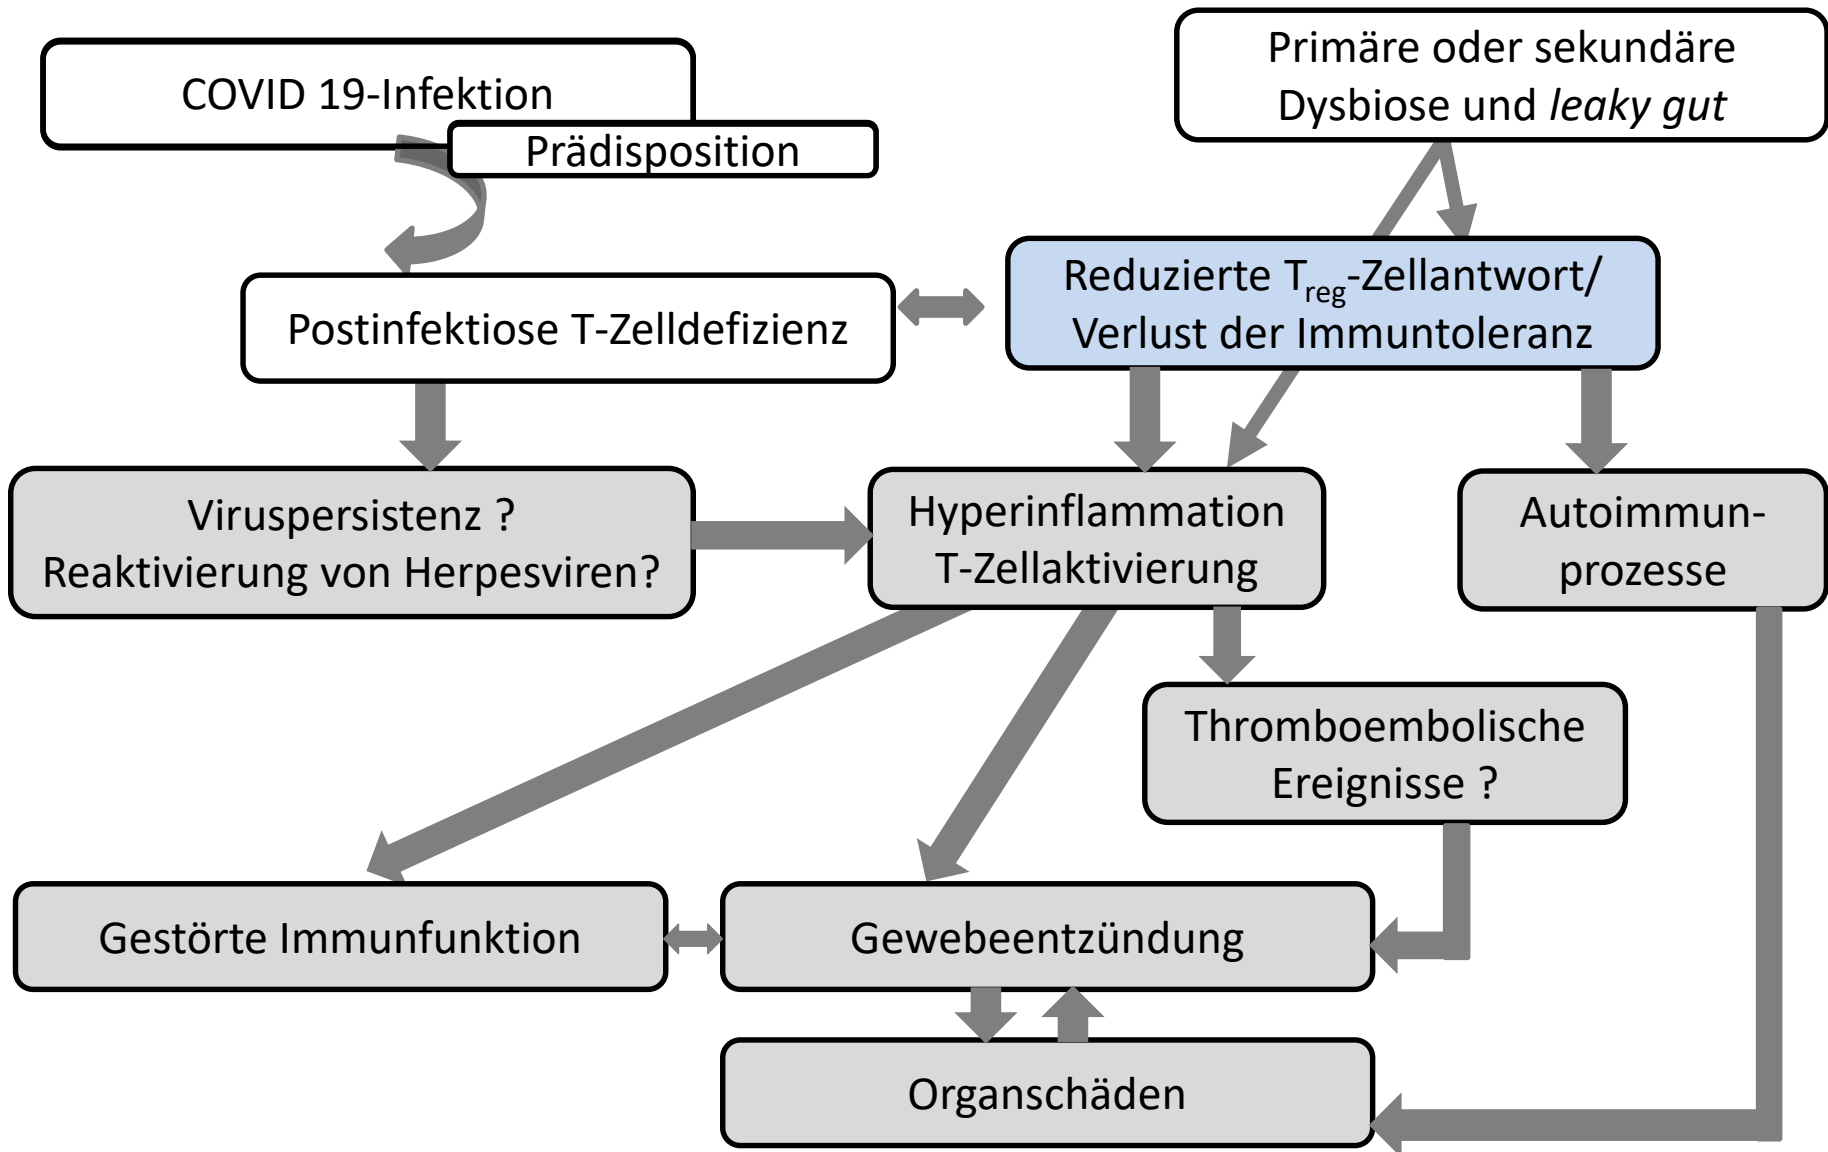 COVID 19-Infektion
Prädisposition
Primäre oder sekundäre
Dysbiose und leaky gut
Postinfektiose T-Zelldefizienz
Reduzierte Treg-Zellantwort/
Verlust der Immuntoleranz
Viruspersistenz ?
Reaktivierung von Herpesviren?
Hyperinflammation
T-Zellaktivierung
Autoimmun-
prozesse
Thromboembolische
Ereignisse ?
Gestörte Immunfunktion
Gewebeentzündung
Organschäden